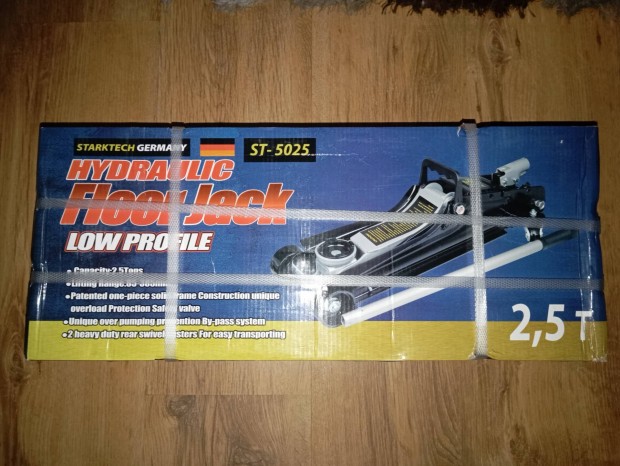 STARKTECH GERMANY
ST- 5025
HYDRAULIC
Floor Jack
LOW PROFILE
• Capacity:2.5Tons
• Lifting Range:
• Patented one-piece solid frame Construction unique
overload Protection Safety valve
• Unique over pumping prevention By-pass system
• 2 heavy duty rear swivel casters For easy transporting
2,5 T